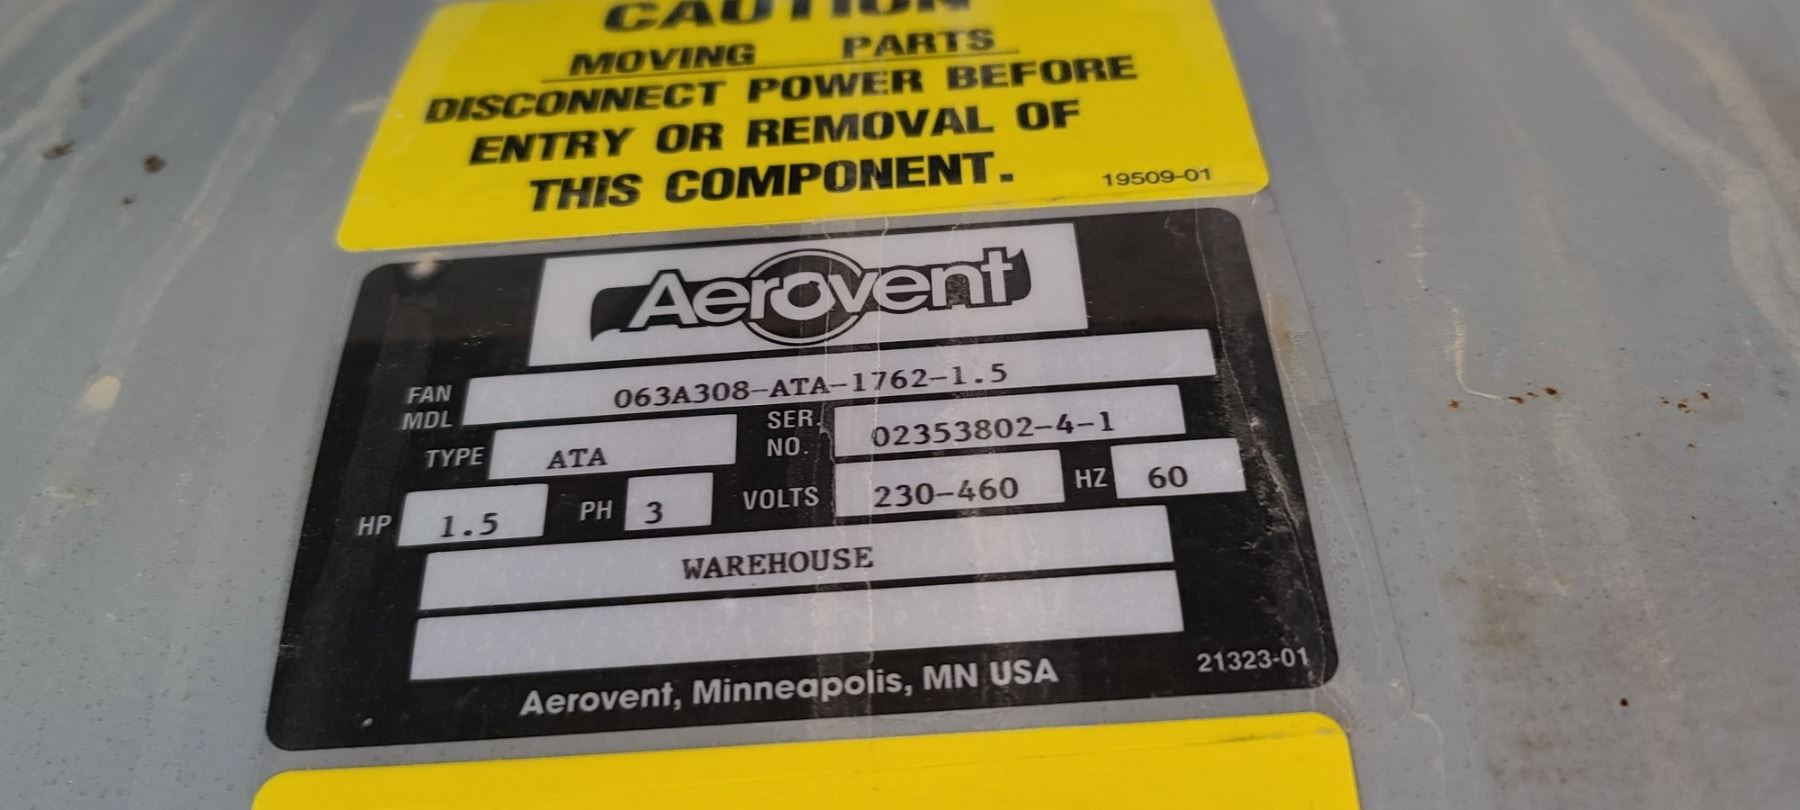 CAUTION
MOVING PARTS
DISCONNECT POWER BEFORE
ENTRY OR REMOVAL OF
THIS COMPONENT.
19509-01
Aerovent
FAN MDL 063A308-ATA-1762-1.5
TYPE ATA SER. NO. 02353802-4-1
HP 1.5 PH 3 VOLTS 230-460 HZ 60
WAREHOUSE
Aerovent, Minneapolis, MN USA 21323-01